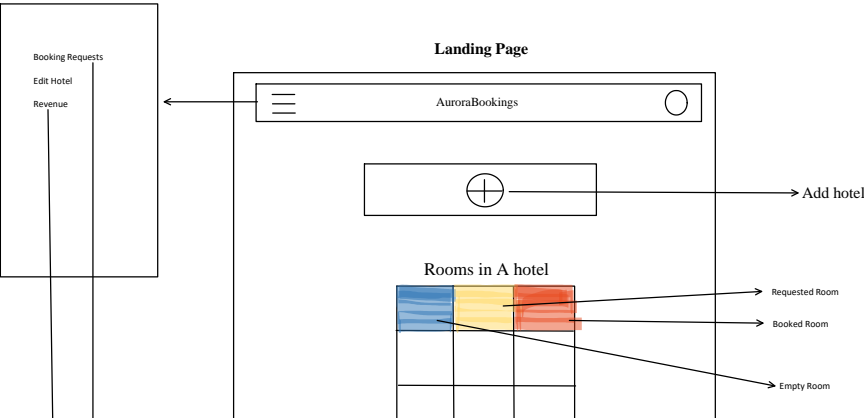 Landing Page
Booking Requests
Edit Hotel
Revenue
AuroraBookings
Add hotel
Rooms in A hotel
Requested Room
Booked Room
Empty Room